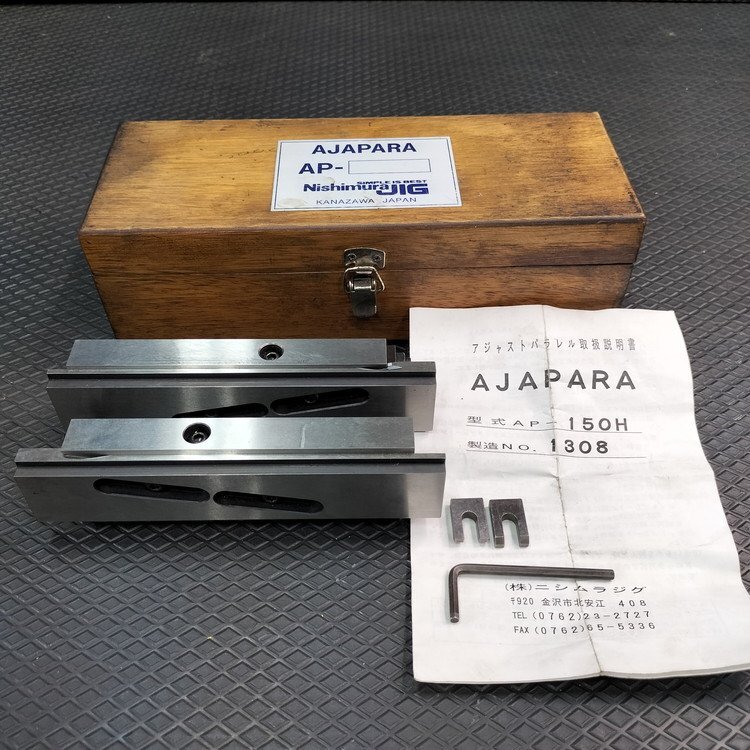 AJAPARA
AP-
SIMPLE IS BEST
Nishimura JIG
KANAZAWA JAPAN
アジャストパラレル取扱説明書
AJAPARA
型式AP-150H
製造NO. 1308
(株)ニシムラジグ
〒920 金沢市北安江 408
TEL (0762)23-2727
FAX (0762)65-5336